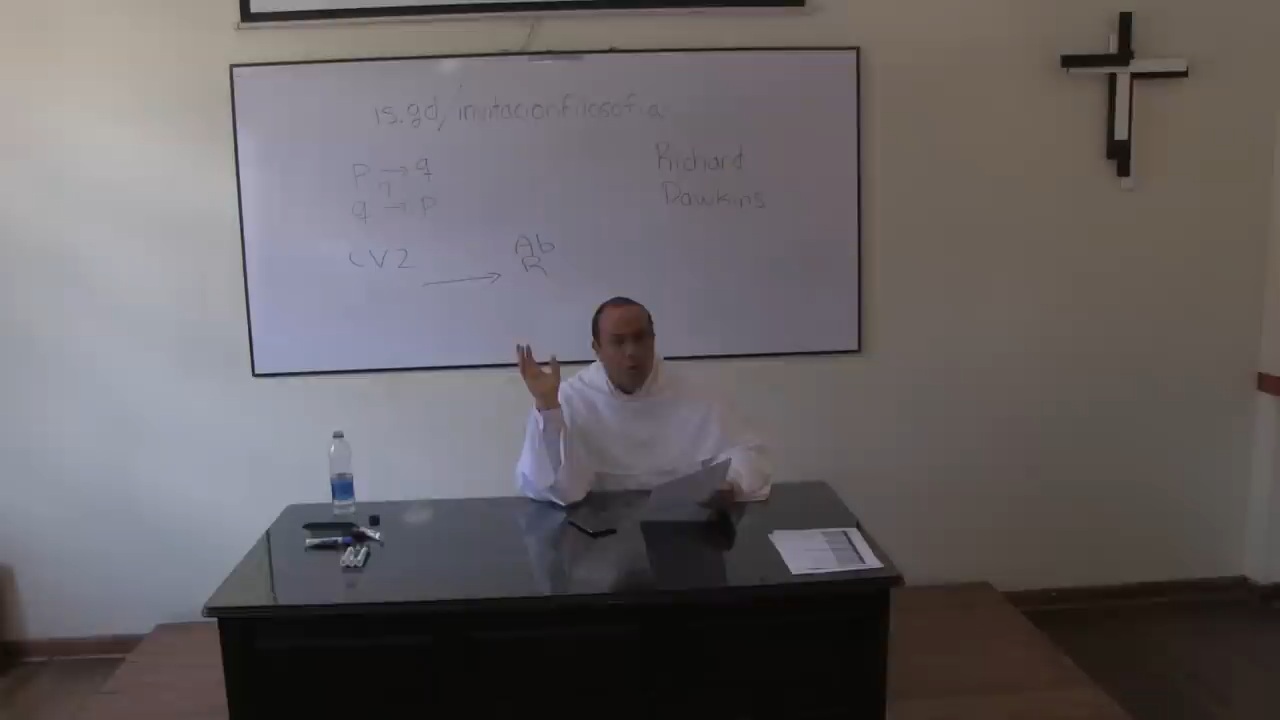 is.gd/invitacionfilosofia
Richard
Dawkins
P → q
q → P
CV2 → Ab
R